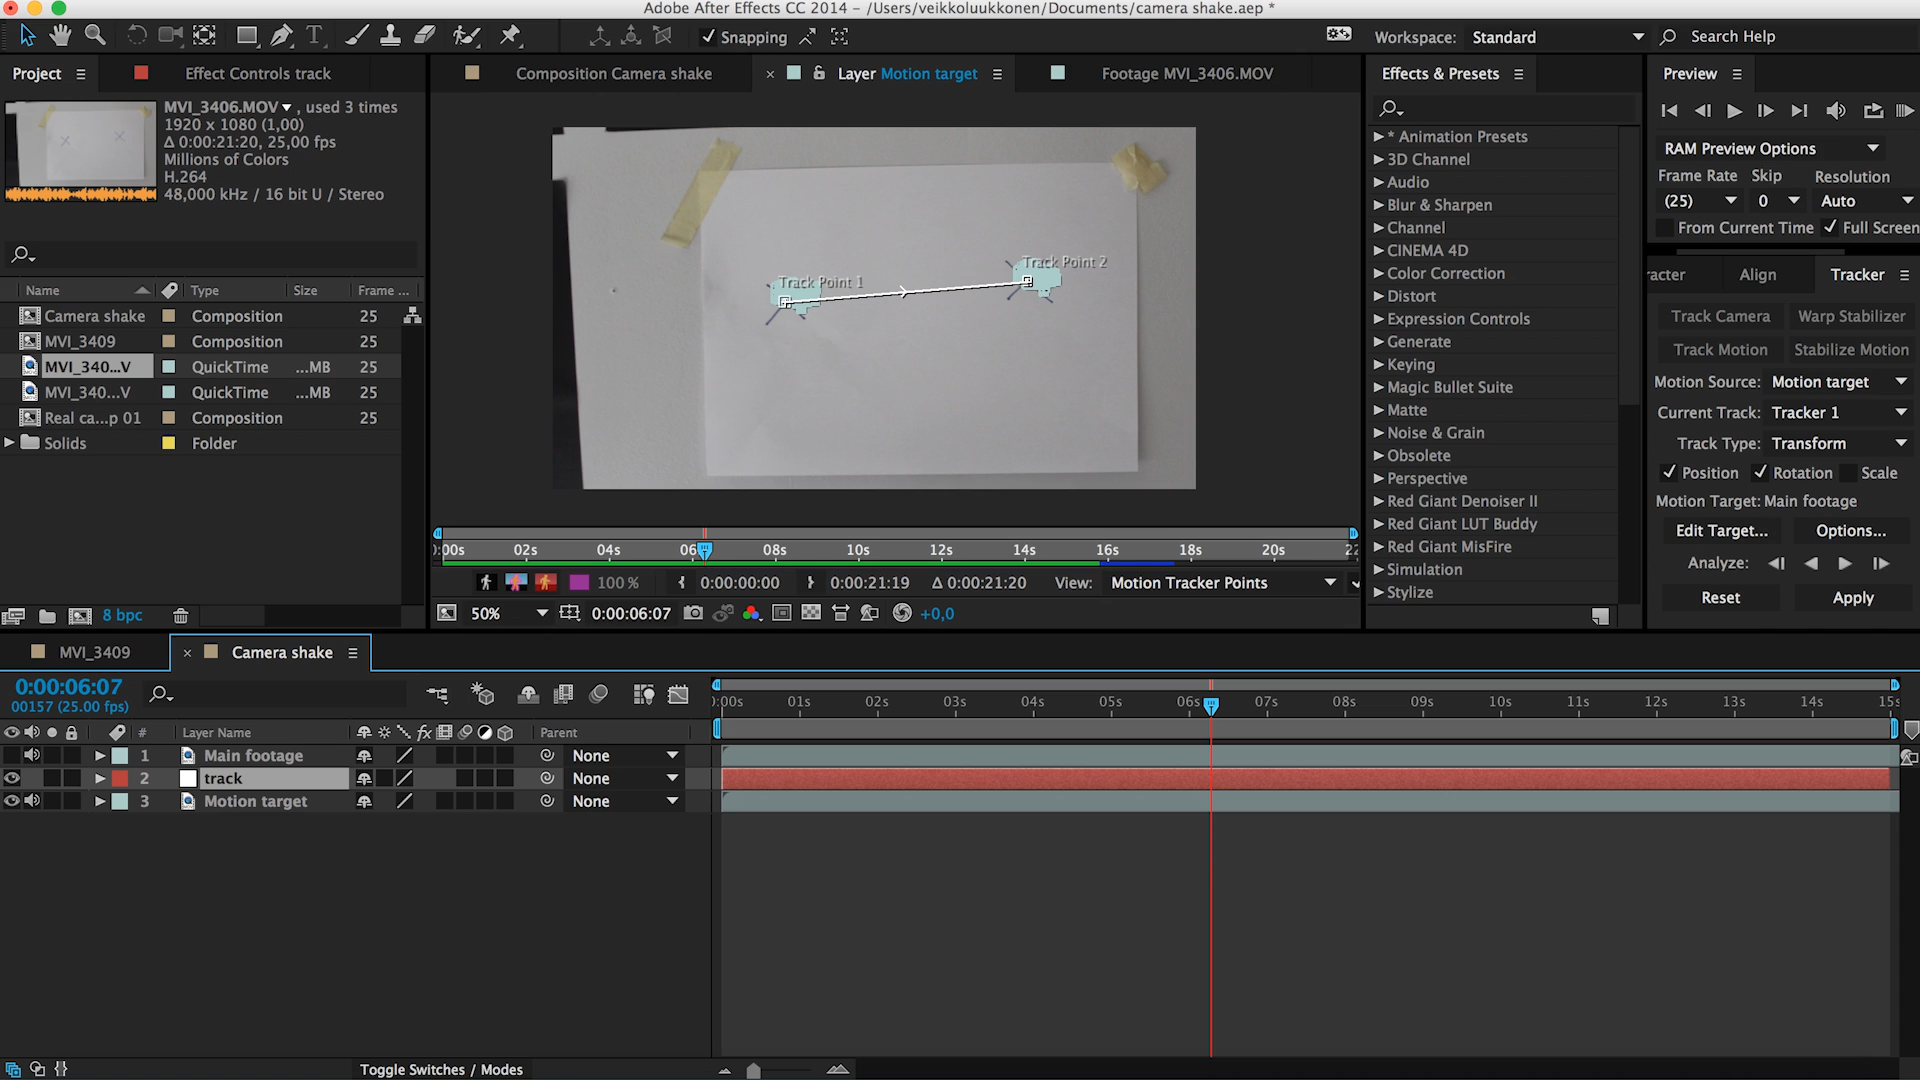 Adobe After Effects CC 2014 - /Users/veikkoluukkonen/Documents/camera shake.aep *
Snapping
Workspace: Standard
Search Help
Project
Effect Controls track
Composition Camera shake
Layer Motion target
Footage MVI_3406.MOV
Effects & Presets
Preview
MVI_3406.MOV , used 3 times
1920 x 1080 (1,00)
Δ 0:00:21:20, 25,00 fps
Millions of Colors
H.264
48,000 kHz / 16 bit U / Stereo
Name Type Size Frame ...
Camera shake Composition 25
MVI_3409 Composition 25
MVI_340...V QuickTime ...MB 25
MVI_340...V QuickTime ...MB 25
Real ca...p 01 Composition 25
Solids Folder
8 bpc
Track Point 1
Track Point 2
:00s 02s 04s 06 08s 10s 12s 14s 16s 18s 20s 22
100 % 0:00:00:00 0:00:21:19 Δ 0:00:21:20 View: Motion Tracker Points
50% 0:00:06:07 +0,0
* Animation Presets
3D Channel
Audio
Blur & Sharpen
Channel
CINEMA 4D
Color Correction
Distort
Expression Controls
Generate
Keying
Magic Bullet Suite
Matte
Noise & Grain
Obsolete
Perspective
Red Giant Denoiser II
Red Giant LUT Buddy
Red Giant MisFire
Simulation
Stylize
RAM Preview Options
Frame Rate Skip Resolution
(25) 0 Auto
From Current Time Full Screen
racter Align Tracker
Track Camera Warp Stabilizer
Track Motion Stabilize Motion
Motion Source: Motion target
Current Track: Tracker 1
Track Type: Transform
Position Rotation Scale
Motion Target: Main footage
Edit Target... Options...
Analyze:
Reset Apply
MVI_3409
Camera shake
0:00:06:07
00157 (25.00 fps)
# Layer Name fx Parent
1 Main footage None
2 track None
3 Motion target None
):00s 01s 02s 03s 04s 05s 06s 07s 08s 09s 10s 11s 12s 13s 14s 15s
Toggle Switches / Modes